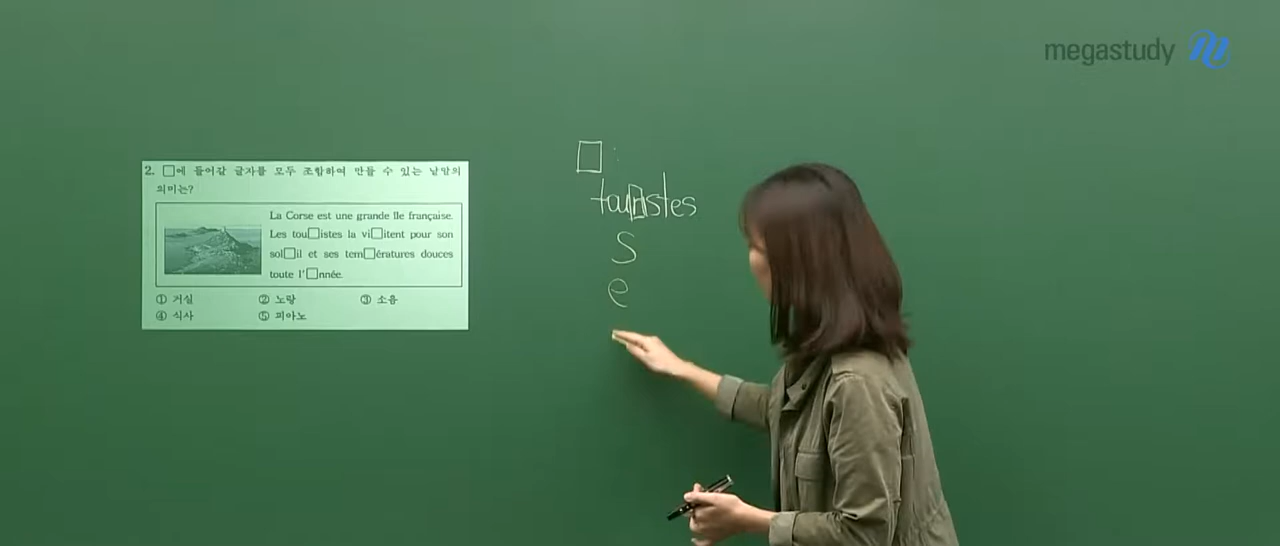 megastudy
2. □에 들어갈 글자를 모두 조합하여 만들 수 있는 낱말의
의미는?
La Corse est une grande île française.
Les tou□istes la vi□itent pour son
sol□il et ses tem□ératures douces
toute l'□nnée.
① 거실 ② 노랑 ③ 소음
④ 식사 ⑤ 피아노
□ :
touristes
s
e